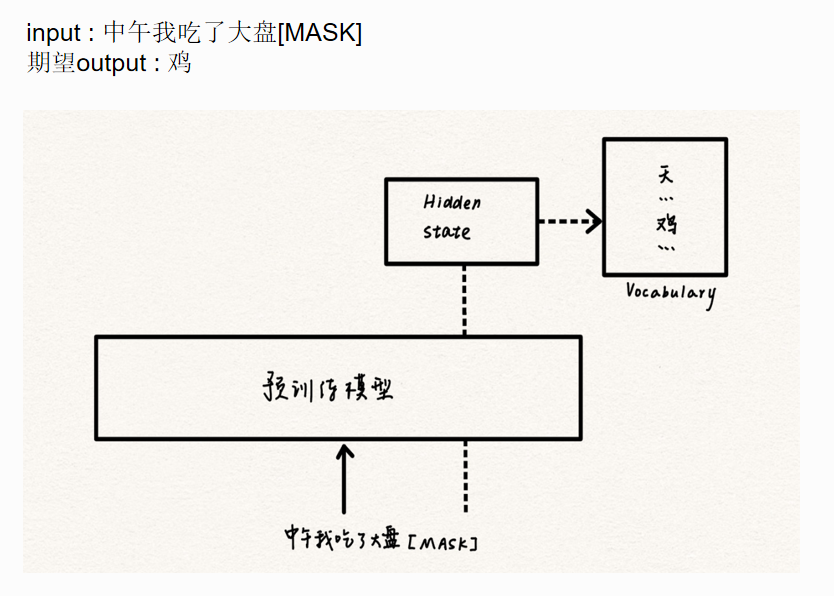 input : 中午我吃了大盘[MASK]
期望output : 鸡
天
...
鸡
...
Hidden
state
Vocabulary
预训练模型
中午我吃了大盘[MASK]